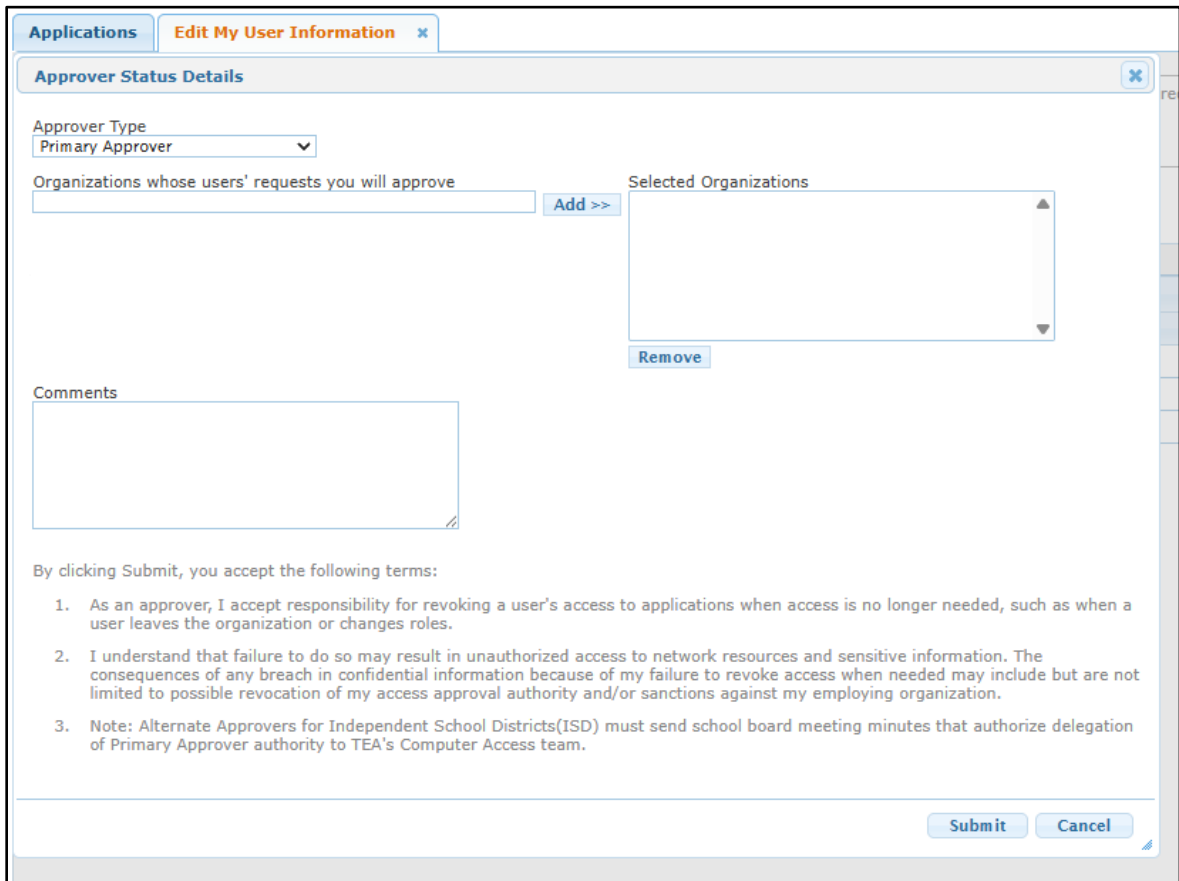 Applications
Edit My User Information
Approver Status Details
Approver Type
Primary Approver
Organizations whose users' requests you will approve
Add >>
Selected Organizations
Remove
Comments
By clicking Submit, you accept the following terms:
1. As an approver, I accept responsibility for revoking a user's access to applications when access is no longer needed, such as when a
user leaves the organization or changes roles.
2. I understand that failure to do so may result in unauthorized access to network resources and sensitive information. The
consequences of any breach in confidential information because of my failure to revoke access when needed may include but are not
limited to possible revocation of my access approval authority and/or sanctions against my employing organization.
3. Note: Alternate Approvers for Independent School Districts(ISD) must send school board meeting minutes that authorize delegation
of Primary Approver authority to TEA's Computer Access team.
Submit
Cancel